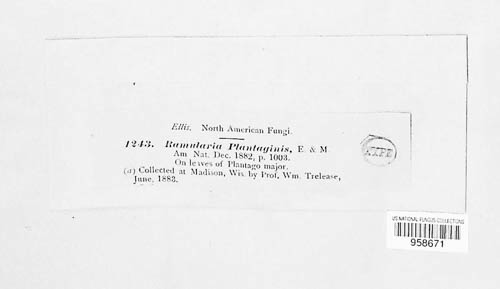 Ellis. North American Fungi.
1243. Ramularia Plantaginis, E. & M
Am Nat. Dec. 1882, p. 1003.
On leaves of Plantago major.
(a) Collected at Madison, Wis. by Prof. Wm. Trelease,
June, 1883.
TYPE
US NATIONAL FUNGUS COLLECTIONS
958671